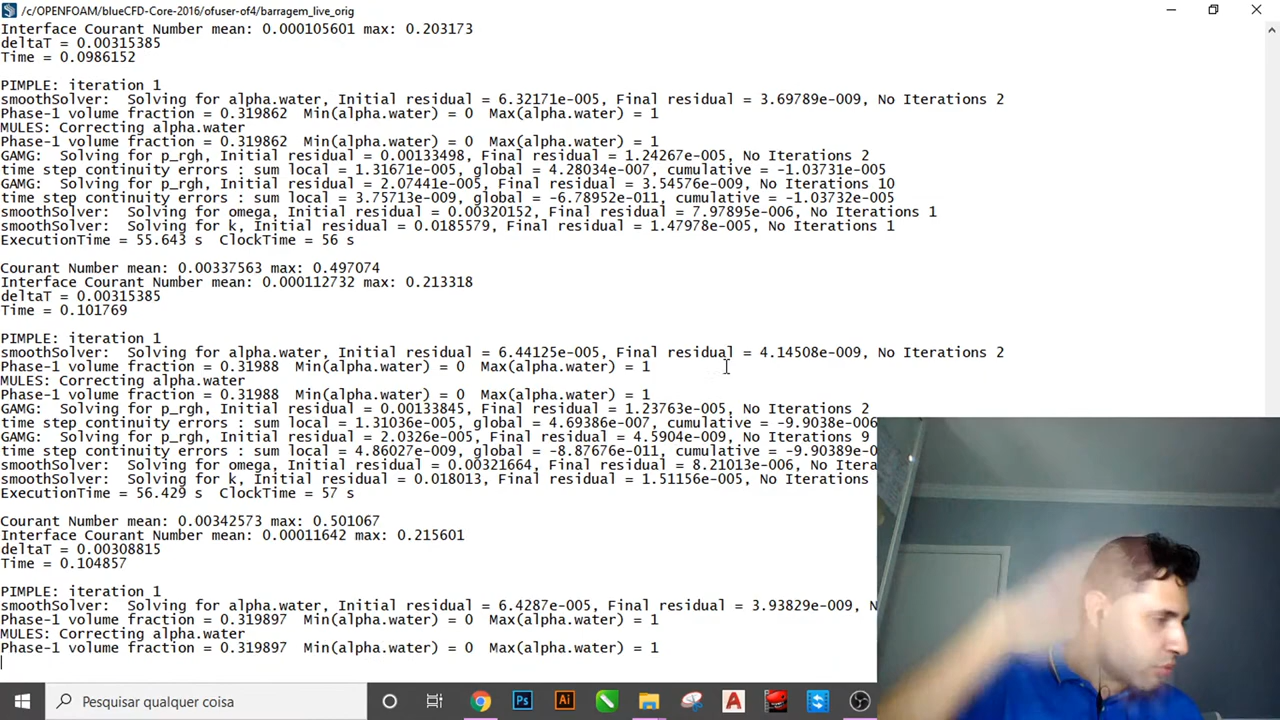 /c/OPENFOAM/blueCFD-Core-2016/ofuser-of4/barragem_live_orig
Interface Courant Number mean: 0.000105601 max: 0.203173
deltaT = 0.00315385
Time = 0.0986152
PIMPLE: iteration 1
smoothSolver:  Solving for alpha.water, Initial residual = 6.32171e-005, Final residual = 3.69789e-009, No Iterations 2
Phase-1 volume fraction = 0.319862  Min(alpha.water) = 0  Max(alpha.water) = 1
MULES: Correcting alpha.water
Phase-1 volume fraction = 0.319862  Min(alpha.water) = 0  Max(alpha.water) = 1
GAMG:  Solving for p_rgh, Initial residual = 0.00133498, Final residual = 1.24267e-005, No Iterations 2
time step continuity errors : sum local = 1.31671e-005, global = 4.28034e-007, cumulative = -1.03731e-005
GAMG:  Solving for p_rgh, Initial residual = 2.07441e-005, Final residual = 3.54576e-009, No Iterations 10
time step continuity errors : sum local = 3.75713e-009, global = -6.78952e-011, cumulative = -1.03732e-005
smoothSolver:  Solving for omega, Initial residual = 0.00320152, Final residual = 7.97895e-006, No Iterations 1
smoothSolver:  Solving for k, Initial residual = 0.0185579, Final residual = 1.47978e-005, No Iterations 1
ExecutionTime = 55.643 s  ClockTime = 56 s
Courant Number mean: 0.00337563 max: 0.497074
Interface Courant Number mean: 0.000112732 max: 0.213318
deltaT = 0.00315385
Time = 0.101769
PIMPLE: iteration 1
smoothSolver:  Solving for alpha.water, Initial residual = 6.44125e-005, Final residual = 4.14508e-009, No Iterations 2
Phase-1 volume fraction = 0.31988  Min(alpha.water) = 0  Max(alpha.water) = 1
MULES: Correcting alpha.water
Phase-1 volume fraction = 0.31988  Min(alpha.water) = 0  Max(alpha.water) = 1
GAMG:  Solving for p_rgh, Initial residual = 0.00133845, Final residual = 1.23763e-005, No Iterations 2
time step continuity errors : sum local = 1.31036e-005, global = 4.69386e-007, cumulative = -9.9038e-006
GAMG:  Solving for p_rgh, Initial residual = 2.0326e-005, Final residual = 4.5904e-009, No Iterations 9
time step continuity errors : sum local = 4.86027e-009, global = -8.87676e-011, cumulative = -9.90389e-0
smoothSolver:  Solving for omega, Initial residual = 0.00321664, Final residual = 8.21013e-006, No Itera
smoothSolver:  Solving for k, Initial residual = 0.018013, Final residual = 1.51156e-005, No Iterations
ExecutionTime = 56.429 s  ClockTime = 57 s
Courant Number mean: 0.00342573 max: 0.501067
Interface Courant Number mean: 0.00011642 max: 0.215601
deltaT = 0.00308815
Time = 0.104857
PIMPLE: iteration 1
smoothSolver:  Solving for alpha.water, Initial residual = 6.4287e-005, Final residual = 3.93829e-009, N
Phase-1 volume fraction = 0.319897  Min(alpha.water) = 0  Max(alpha.water) = 1
MULES: Correcting alpha.water
Phase-1 volume fraction = 0.319897  Min(alpha.water) = 0  Max(alpha.water) = 1
Pesquisar qualquer coisa
Ps
Ai
A